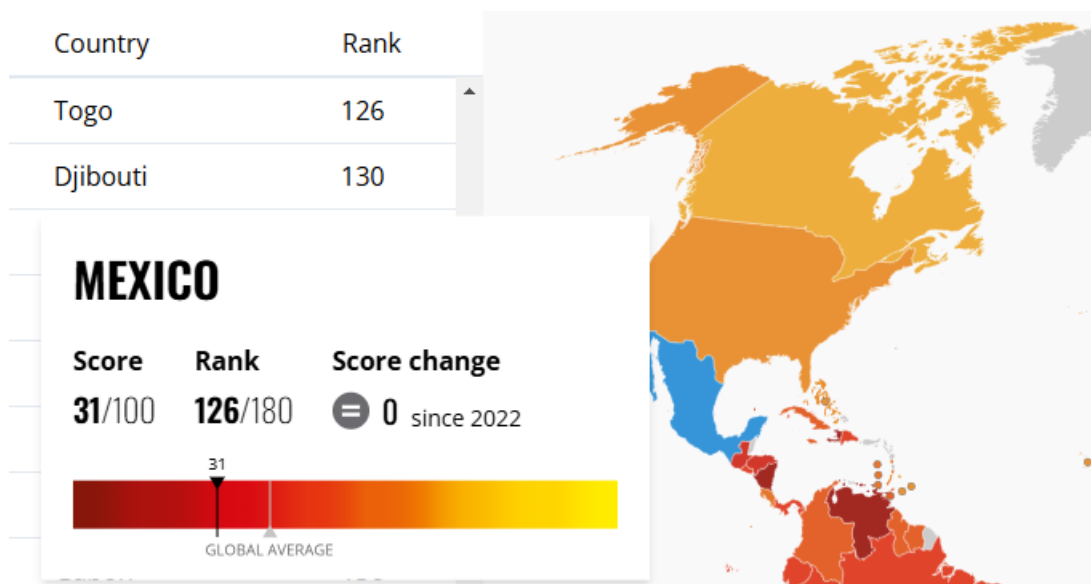 Country Rank
Togo 126
Djibouti 130
MEXICO
Score Rank Score change
31/100 126/180 = 0 since 2022
31
GLOBAL AVERAGE